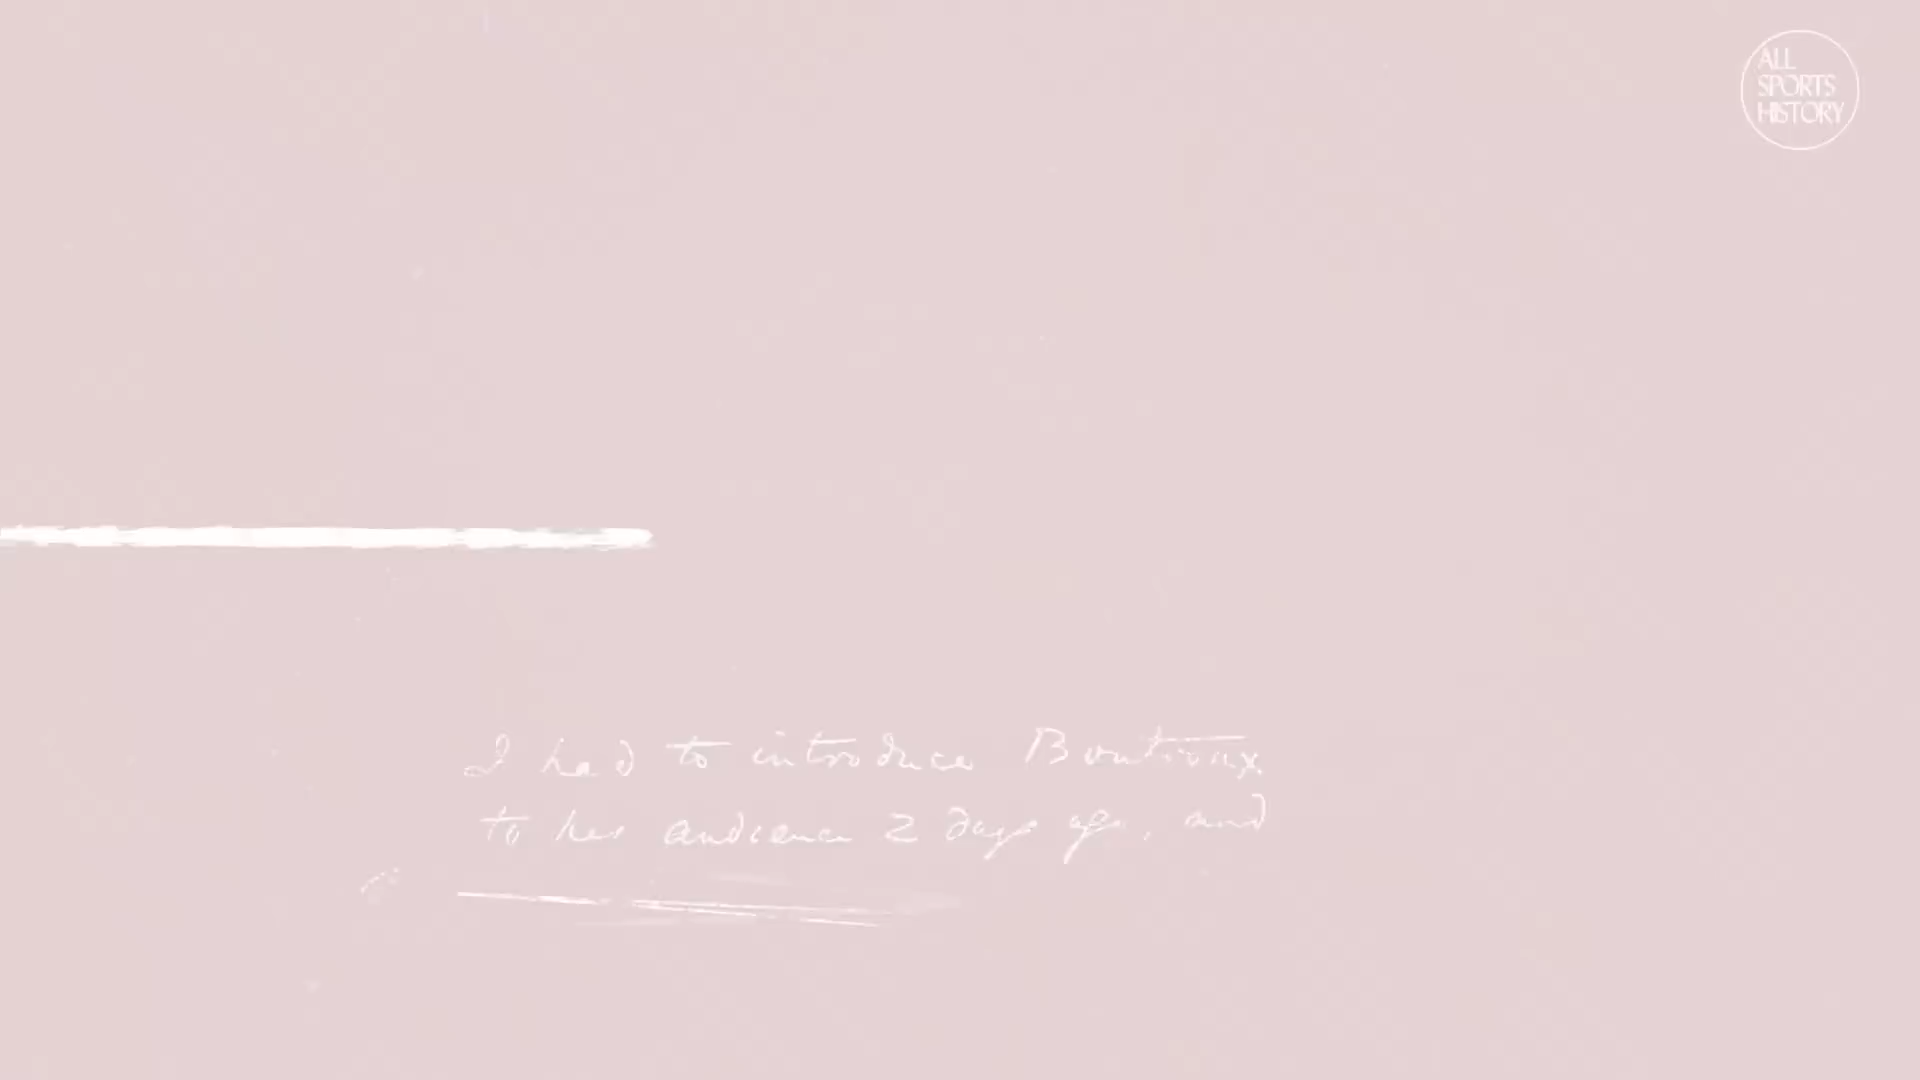 ALL
SPORTS
HISTORY
I had to introduce Boutroux
to her audience 2 days ago, and